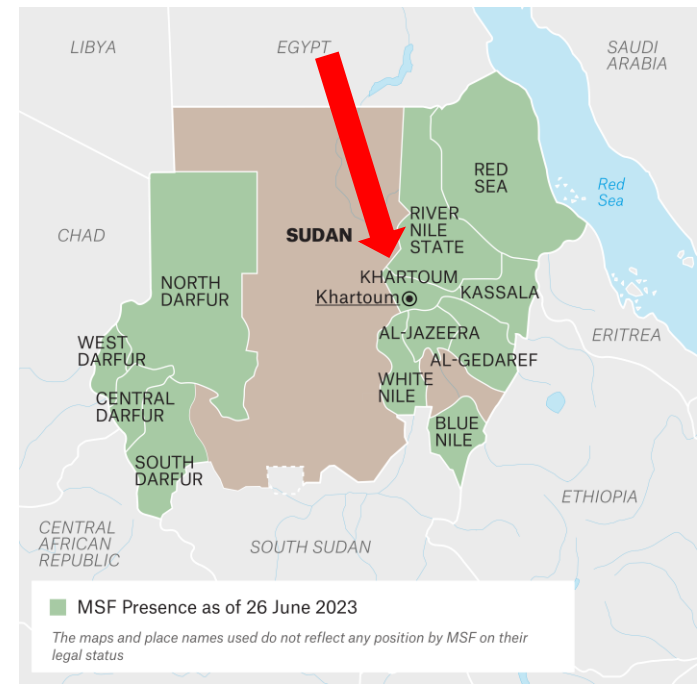 LIBYA
EGYPT
SAUDI
ARABIA
RED
SEA
Red
Sea
RIVER
NILE
STATE
SUDAN
CHAD
KHARTOUM
NORTH
DARFUR
KASSALA
Khartoum
AL-JAZEERA
ERITREA
WEST
DARFUR
AL-GEDAREF
WHITE
NILE
CENTRAL
DARFUR
BLUE
NILE
SOUTH
DARFUR
ETHIOPIA
CENTRAL
AFRICAN
REPUBLIC
SOUTH SUDAN
MSF Presence as of 26 June 2023
The maps and place names used do not reflect any position by MSF on their
legal status